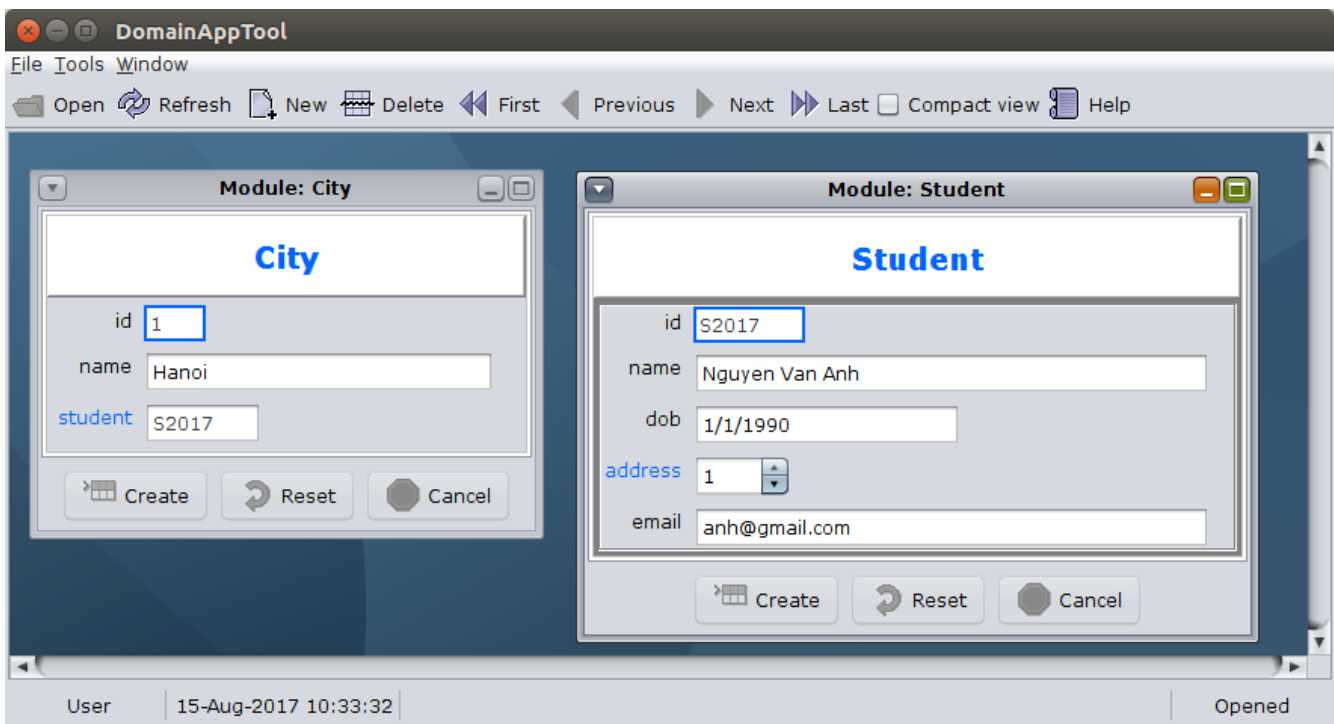 DomainAppTool
File Tools Window
Open Refresh New Delete First Previous Next Last Compact view Help
Module: City
City
id 1
name Hanoi
student S2017
Create Reset Cancel
Module: Student
Student
id S2017
name Nguyen Van Anh
dob 1/1/1990
address 1
email anh@gmail.com
Create Reset Cancel
User 15-Aug-2017 10:33:32 Opened